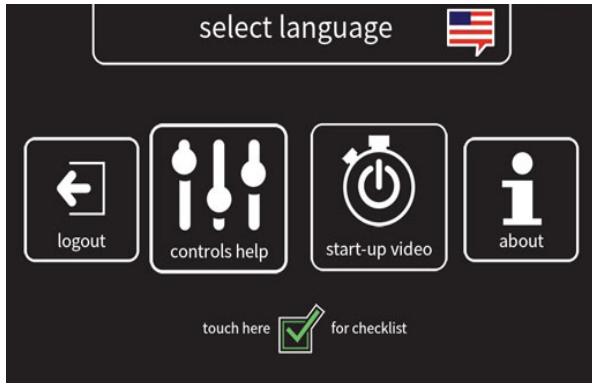 select language
logout
controls help
start-up video
about
touch here for checklist